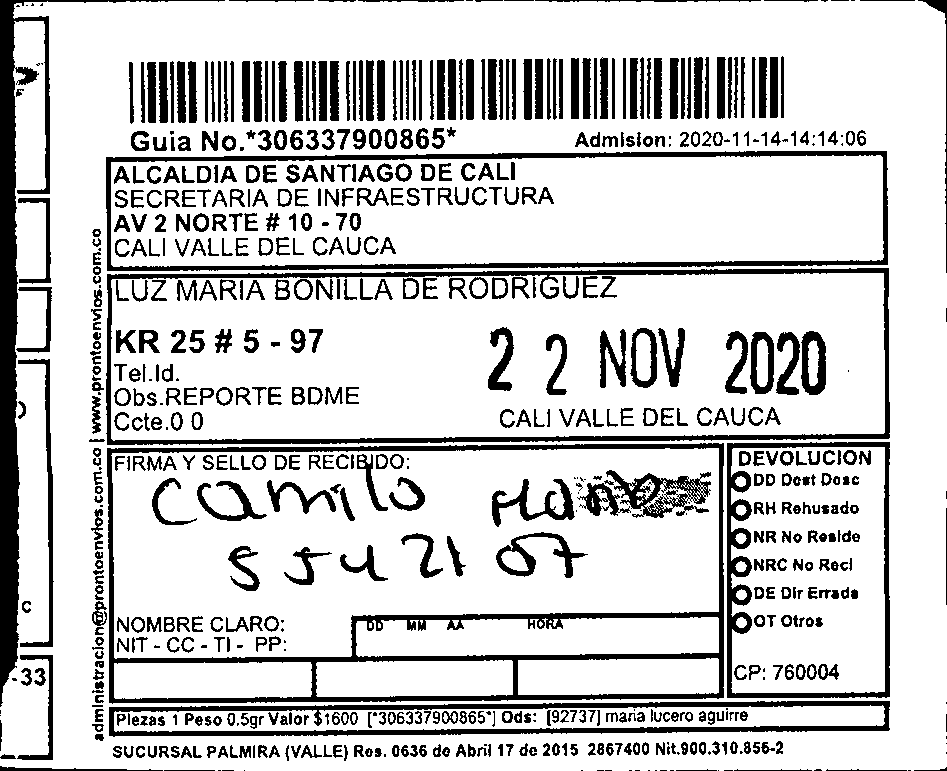 Guia No.*306337900865*
Admision: 2020-11-14-14:14:06
ALCALDIA DE SANTIAGO DE CALI
SECRETARIA DE INFRAESTRUCTURA
AV 2 NORTE # 10 - 70
CALI VALLE DEL CAUCA
LUZ MARIA BONILLA DE RODRIGUEZ
KR 25 # 5 - 97
2 2 NOV 2020
Tel.Id.
Obs.REPORTE BDME
Ccte.0 0
CALI VALLE DEL CAUCA
FIRMA Y SELLO DE RECIBIDO:
Camilo
5542107
NOMBRE CLARO:
NIT - CC - TI - PP:
DD MM AA HORA
DEVOLUCION
DD Dest Desc
RH Rehusado
NR No Reside
NRC No Recl
DE Dir Errada
OT Otros
CP: 760004
Piezas 1 Peso 0.5gr Valor $1600 [*306337900865*] Ods: [92737] maria lucero aguirre
SUCURSAL PALMIRA (VALLE) Res. 0636 de Abril 17 de 2015 2867400 Nit.900.310.856-2
administracion@prontoenvios.com.co | www.prontoenvios.com.co
C
-33